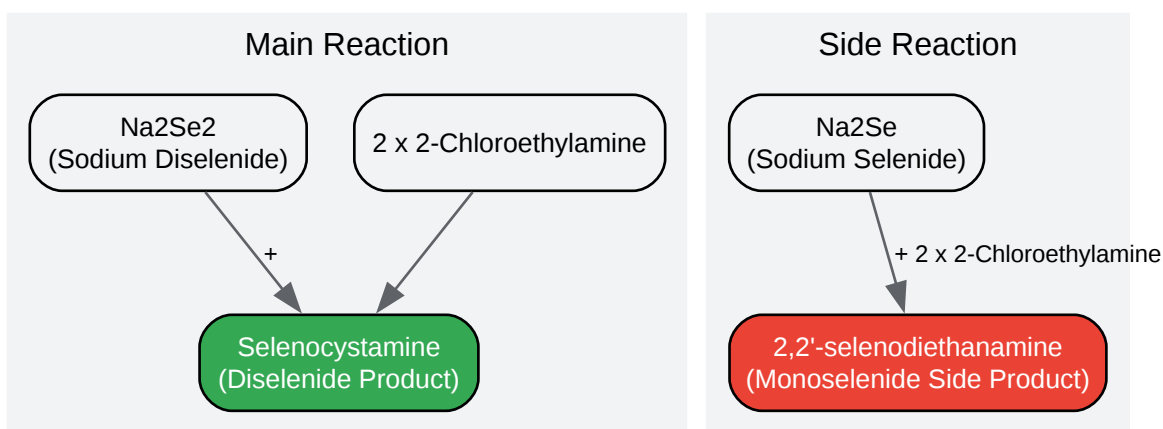 Main Reaction
Na2Se2
(Sodium Diselenide)
2 x 2-Chloroethylamine
+
Selenocystamine
(Diselenide Product)
Side Reaction
Na2Se
(Sodium Selenide)
+ 2 x 2-Chloroethylamine
2,2'-selenodiethanamine
(Monoselenide Side Product)